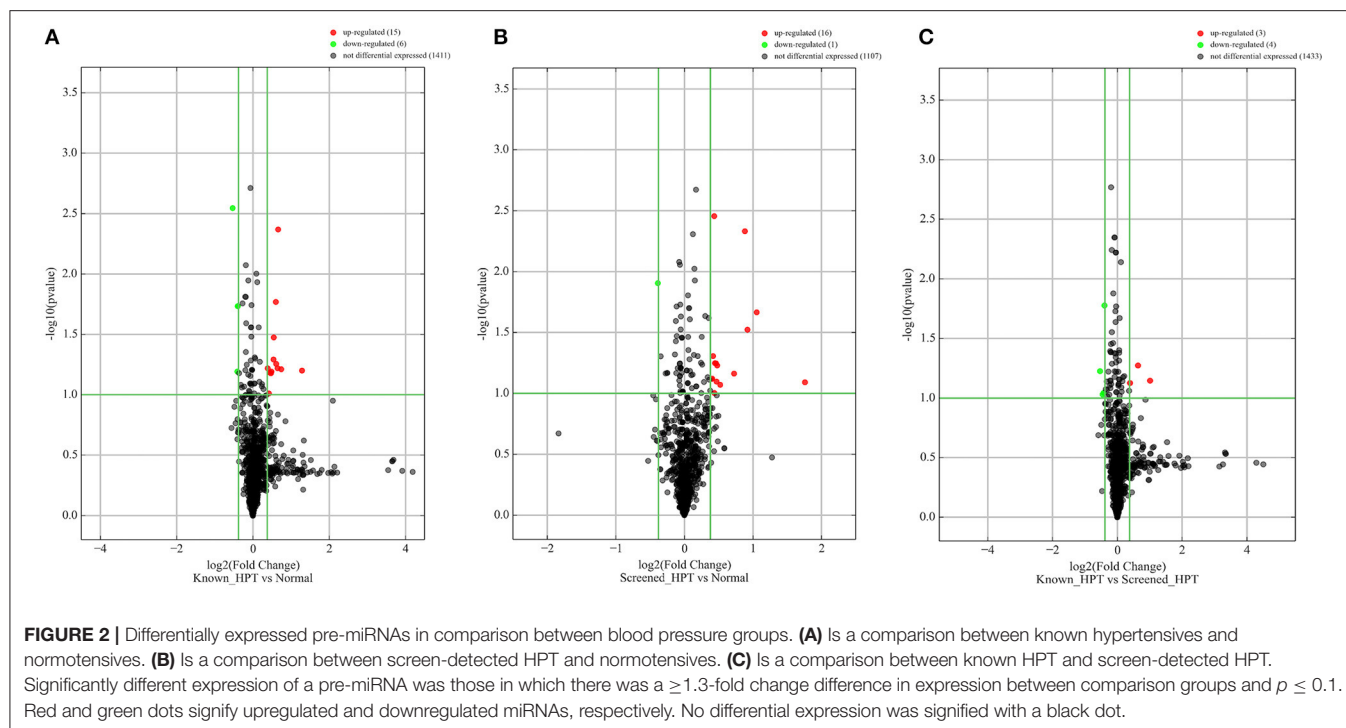 A
up-regulated (15)
down-regulated (6)
not differential expressed (1411)
3.5
3.0
2.5
2.0
1.5
1.0
0.5
0.0
-log10(pvalue)
−4
−2
0
2
4
log2(Fold Change)
Known_HPT vs Normal
B
up-regulated (16)
down-regulated (1)
not differential expressed (1107)
3.5
3.0
2.5
2.0
1.5
1.0
0.5
0.0
-log10(pvalue)
−2
−1
0
1
2
log2(Fold Change)
Screened_HPT vs Normal
C
up-regulated (3)
down-regulated (4)
not differential expressed (1433)
3.5
3.0
2.5
2.0
1.5
1.0
0.5
0.0
-log10(pvalue)
−4
−2
0
2
4
log2(Fold Change)
Known_HPT vs Screened_HPT
FIGURE 2 | Differentially expressed pre-miRNAs in comparison between blood pressure groups. (A) Is a comparison between known hypertensives and
normotensives. (B) Is a comparison between screen-detected HPT and normotensives. (C) Is a comparison between known HPT and screen-detected HPT.
Significantly different expression of a pre-miRNA was those in which there was a ≥1.3-fold change difference in expression between comparison groups and p ≤ 0.1.
Red and green dots signify upregulated and downregulated miRNAs, respectively. No differential expression was signified with a black dot.